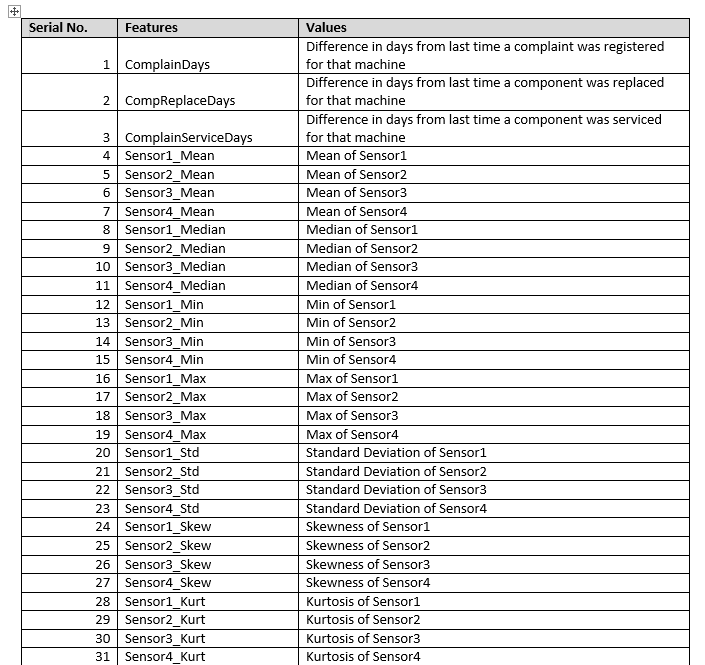 Serial No. Features Values
Difference in days from last time a complaint was registered
1 ComplainDays for that machine
Difference in days from last time a component was replaced
2 CompReplaceDays for that machine
Difference in days from last time a component was serviced
3 ComplainServiceDays for that machine
4 Sensor1_Mean Mean of Sensor1
5 Sensor2_Mean Mean of Sensor2
6 Sensor3_Mean Mean of Sensor3
7 Sensor4_Mean Mean of Sensor4
8 Sensor1_Median Median of Sensor1
9 Sensor2_Median Median of Sensor2
10 Sensor3_Median Median of Sensor3
11 Sensor4_Median Median of Sensor4
12 Sensor1_Min Min of Sensor1
13 Sensor2_Min Min of Sensor2
14 Sensor3_Min Min of Sensor3
15 Sensor4_Min Min of Sensor4
16 Sensor1_Max Max of Sensor1
17 Sensor2_Max Max of Sensor2
18 Sensor3_Max Max of Sensor3
19 Sensor4_Max Max of Sensor4
20 Sensor1_Std Standard Deviation of Sensor1
21 Sensor2_Std Standard Deviation of Sensor2
22 Sensor3_Std Standard Deviation of Sensor3
23 Sensor4_Std Standard Deviation of Sensor4
24 Sensor1_Skew Skewness of Sensor1
25 Sensor2_Skew Skewness of Sensor2
26 Sensor3_Skew Skewness of Sensor3
27 Sensor4_Skew Skewness of Sensor4
28 Sensor1_Kurt Kurtosis of Sensor1
29 Sensor2_Kurt Kurtosis of Sensor2
30 Sensor3_Kurt Kurtosis of Sensor3
31 Sensor4_Kurt Kurtosis of Sensor4